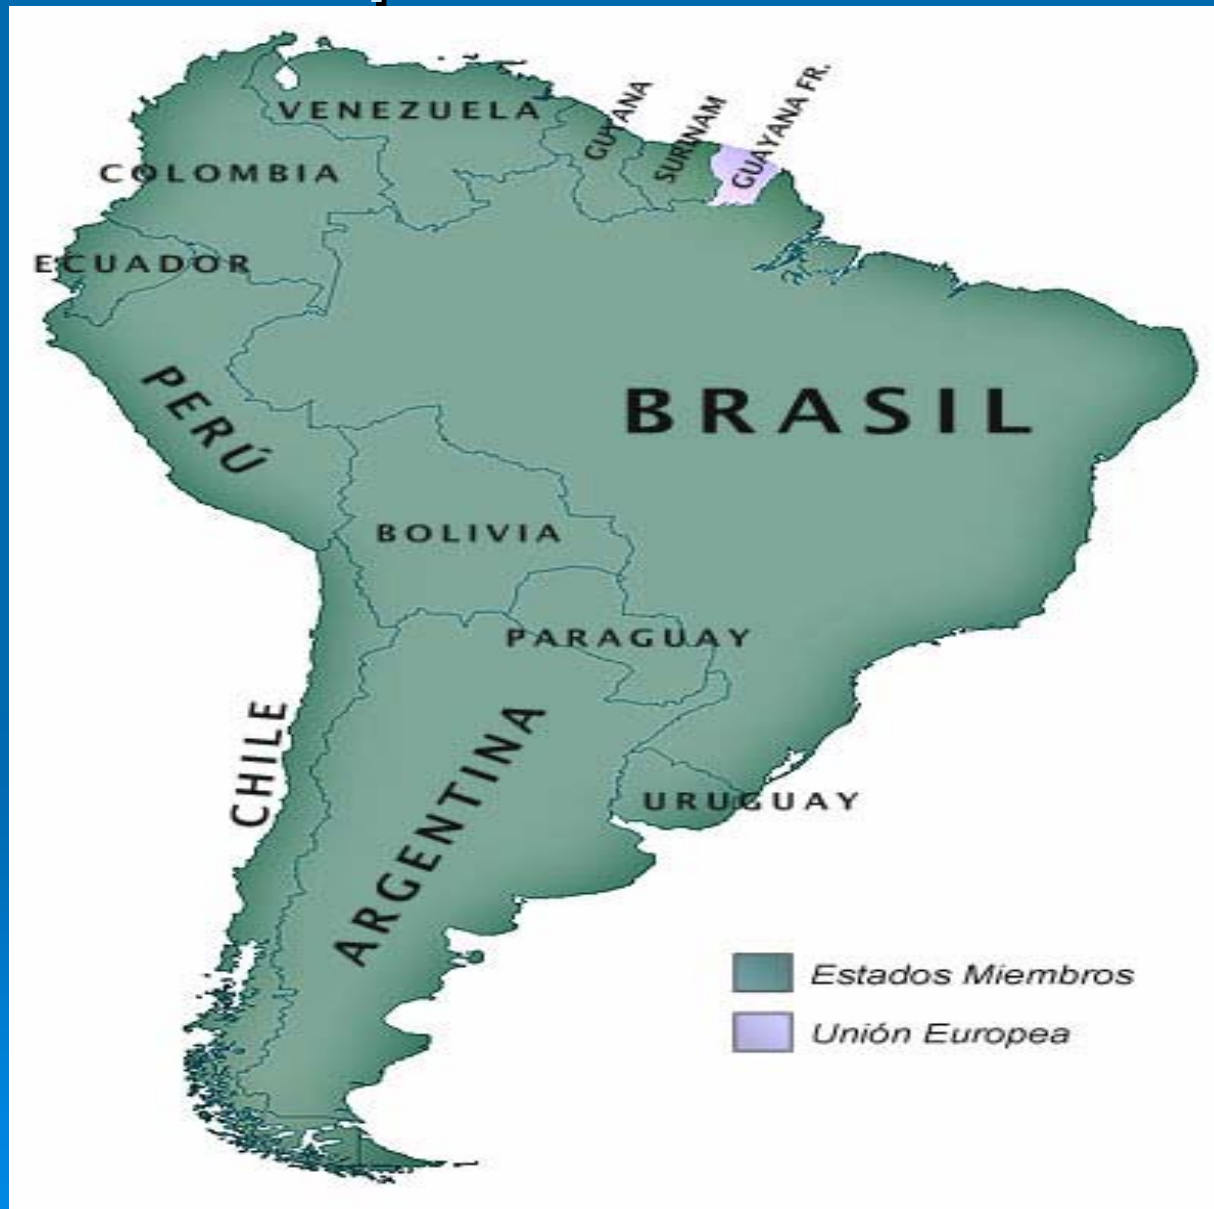 VENEZUELA
GUYANA
SURINAM
GUAYANA FR.
COLOMBIA
ECUADOR
PERÚ
BRASIL
BOLIVIA
PARAGUAY
CHILE
ARGENTINA
URUGUAY
Estados Miembros
Unión Europea